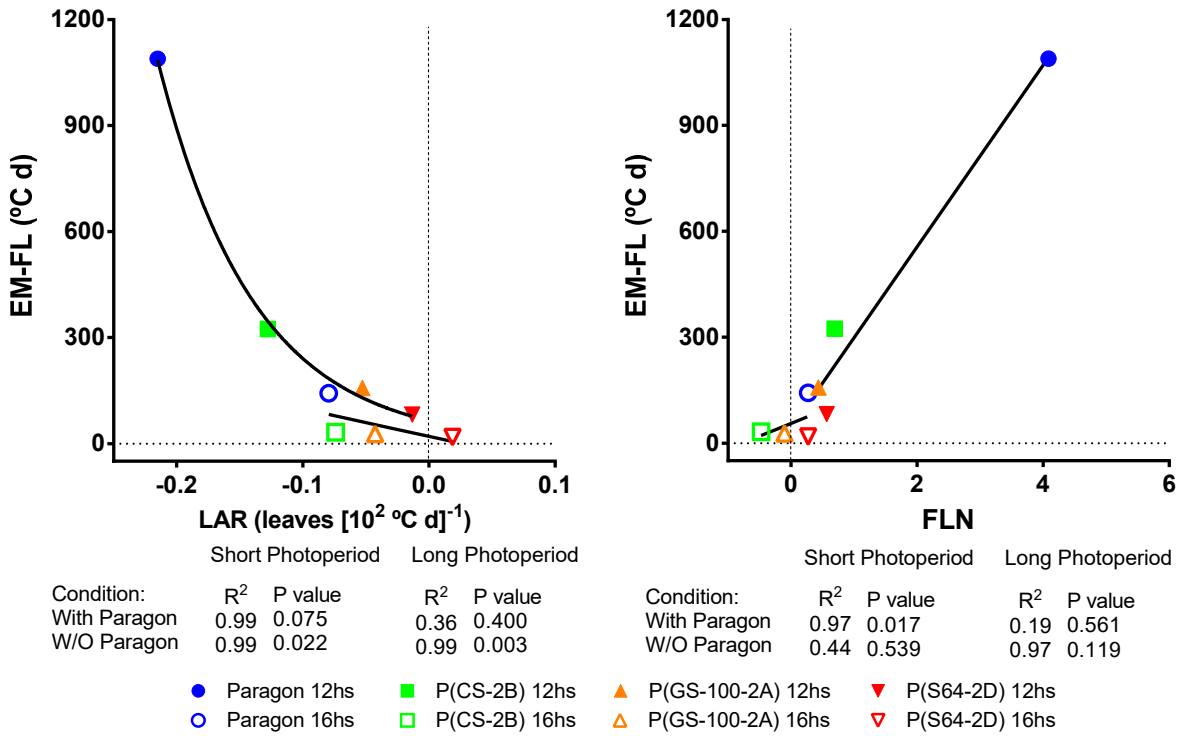 1200
900
600
300
0
EM-FL (ºC d)
-0.2 -0.1 0.0 0.1
LAR (leaves [10² ºC d]⁻¹)
1200
900
600
300
0
EM-FL (ºC d)
0 2 4 6
FLN
Short Photoperiod Long Photoperiod
Condition: R² P value R² P value
With Paragon 0.99 0.075 0.36 0.400
W/O Paragon 0.99 0.022 0.99 0.003
Short Photoperiod Long Photoperiod
Condition: R² P value R² P value
With Paragon 0.97 0.017 0.19 0.561
W/O Paragon 0.44 0.539 0.97 0.119
Paragon 12hs P(CS-2B) 12hs P(GS-100-2A) 12hs P(S64-2D) 12hs
Paragon 16hs P(CS-2B) 16hs P(GS-100-2A) 16hs P(S64-2D) 16hs